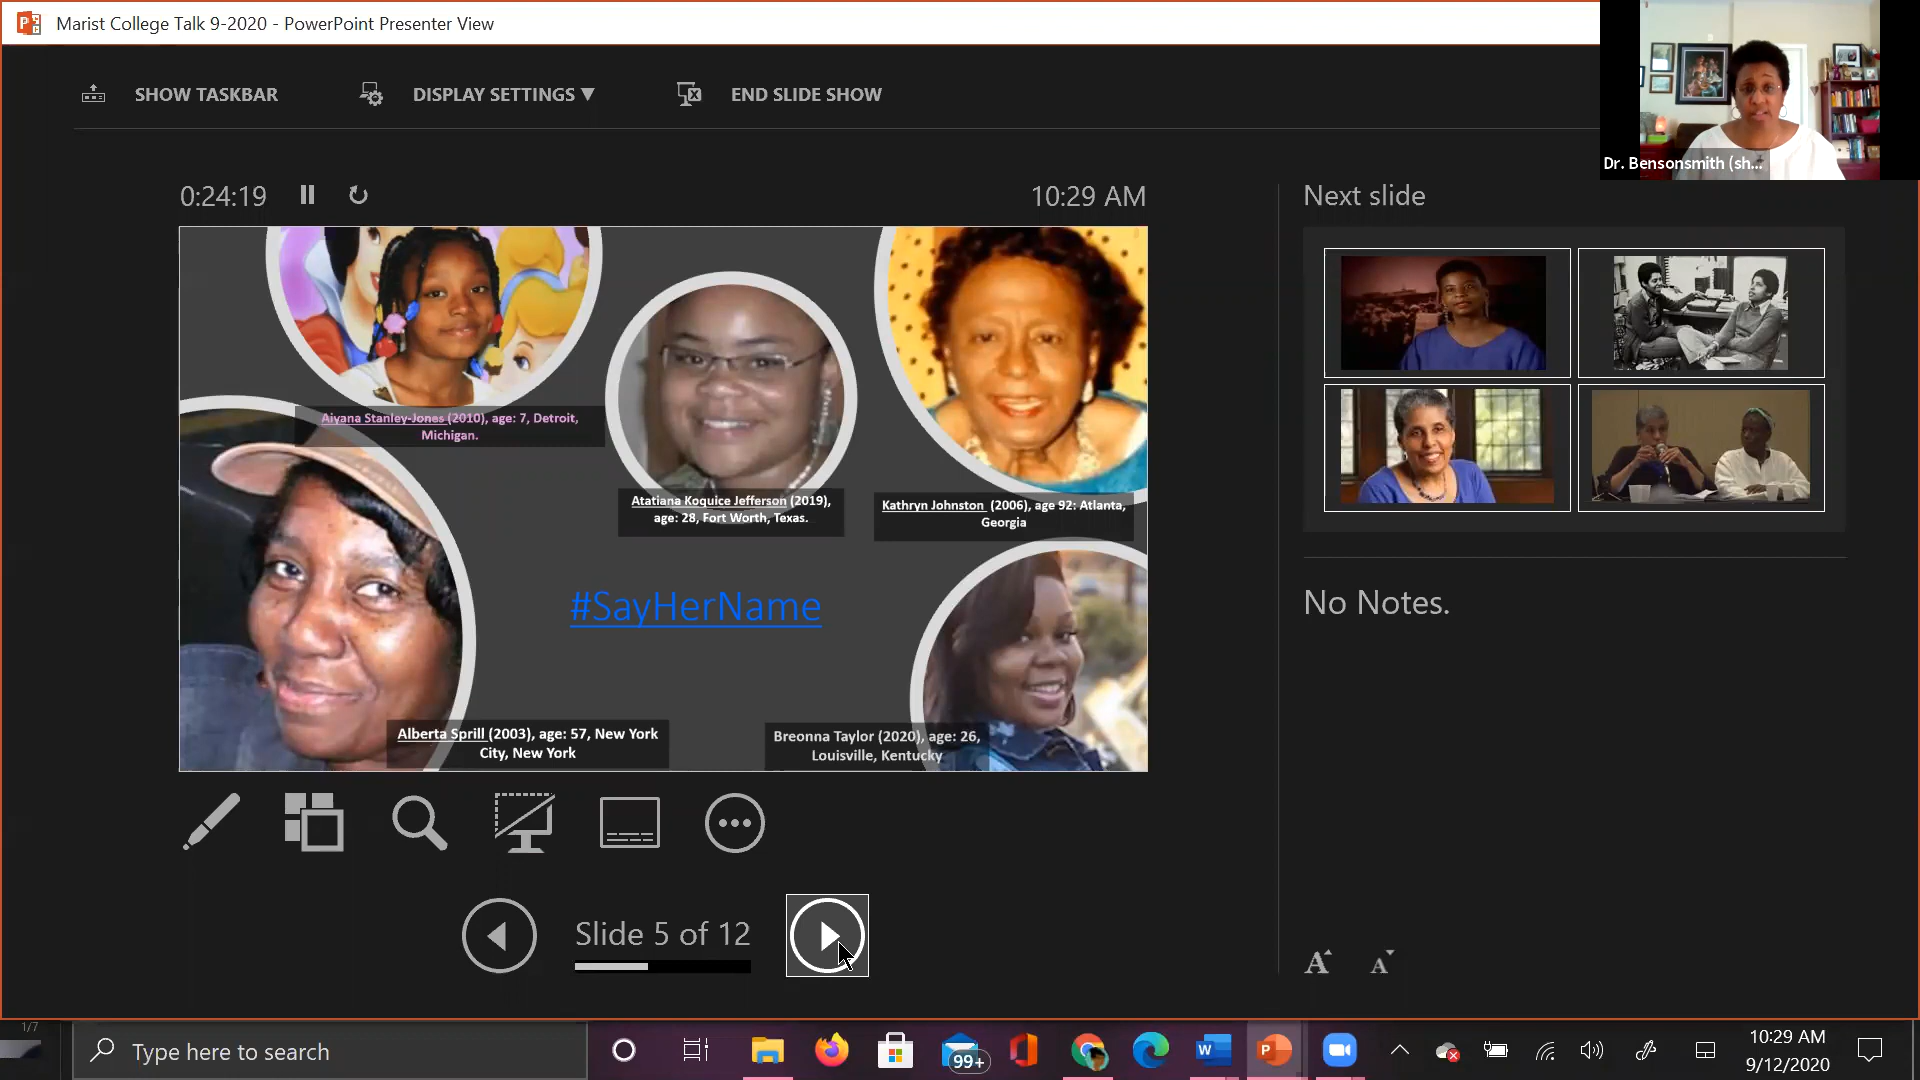 Marist College Talk 9-2020 - PowerPoint Presenter View
SHOW TASKBAR
DISPLAY SETTINGS ▼
END SLIDE SHOW
Dr. Bensonsmith (sh...
0:24:19
10:29 AM
Next slide
Aiyana Stanley-Jones (2010), age: 7, Detroit,
Michigan.
Atatiana Koquice Jefferson (2019),
age: 28, Fort Worth, Texas.
Kathryn Johnston (2006), age 92: Atlanta,
Georgia
#SayHerName
Alberta Sprill (2003), age: 57, New York
City, New York
Breonna Taylor (2020), age: 26,
Louisville, Kentucky
No Notes.
Slide 5 of 12
A A
1/7
Type here to search
99+
10:29 AM
9/12/2020